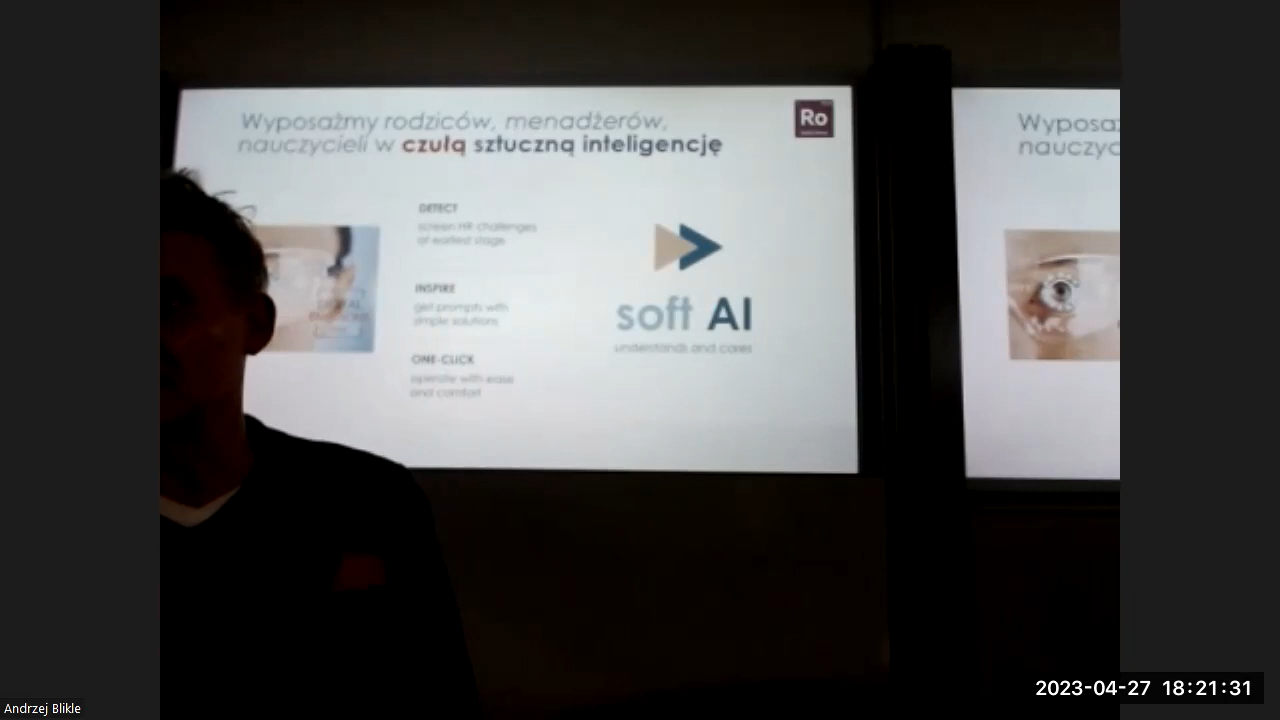 Wyposażmy rodziców, menadżerów,
nauczycieli w czułą sztuczną inteligencję
Ro
DETECT
screen HR challenges
at earliest stage
INSPIRE
get prompts with
simple solutions
ONE-CLICK
operate with ease
and comfort
soft AI
understands and cares
Wyposaż
nauczyc
2023-04-27 18:21:31
Andrzej Blikle